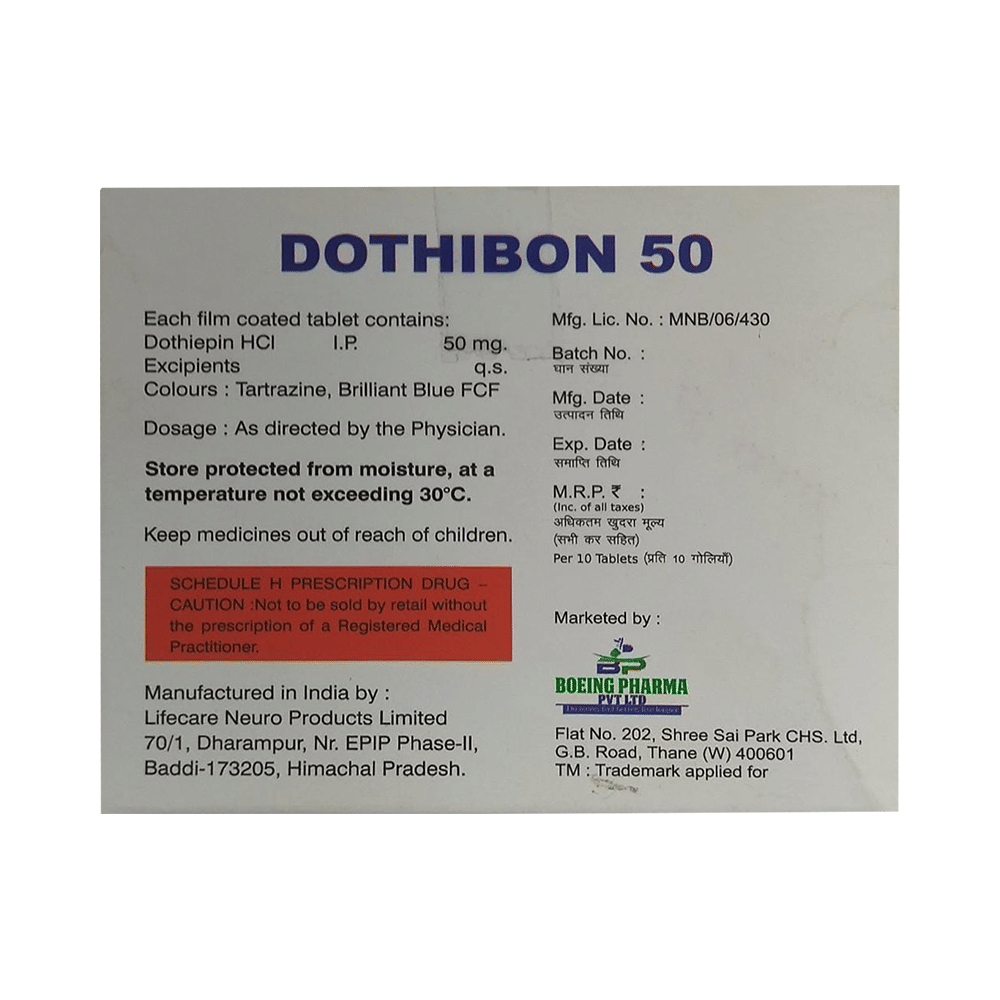 DOTHIBON 50
Each film coated tablet contains:
Dothiepin HCl I.P. 50 mg.
Excipients q.s.
Colours : Tartrazine, Brilliant Blue FCF
Dosage : As directed by the Physician.
Store protected from moisture, at a
temperature not exceeding 30°C.
Keep medicines out of reach of children.
SCHEDULE H PRESCRIPTION DRUG –
CAUTION :Not to be sold by retail without
the prescription of a Registered Medical
Practitioner.
Manufactured in India by :
Lifecare Neuro Products Limited
70/1, Dharampur, Nr. EPIP Phase-II,
Baddi-173205, Himachal Pradesh.
Mfg. Lic. No. : MNB/06/430
Batch No. :
घान संख्या
Mfg. Date :
उत्पादन तिथि
Exp. Date :
समाप्ति तिथि
M.R.P. ₹ :
(Inc. of all taxes)
अधिकतम खुदरा मूल्य
(सभी कर सहित)
Per 10 Tablets (प्रति 10 गोलियाँ)
Marketed by :
BP
BOEING PHARMA
PVT LTD
Flat No. 202, Shree Sai Park CHS. Ltd,
G.B. Road, Thane (W) 400601
TM : Trademark applied for